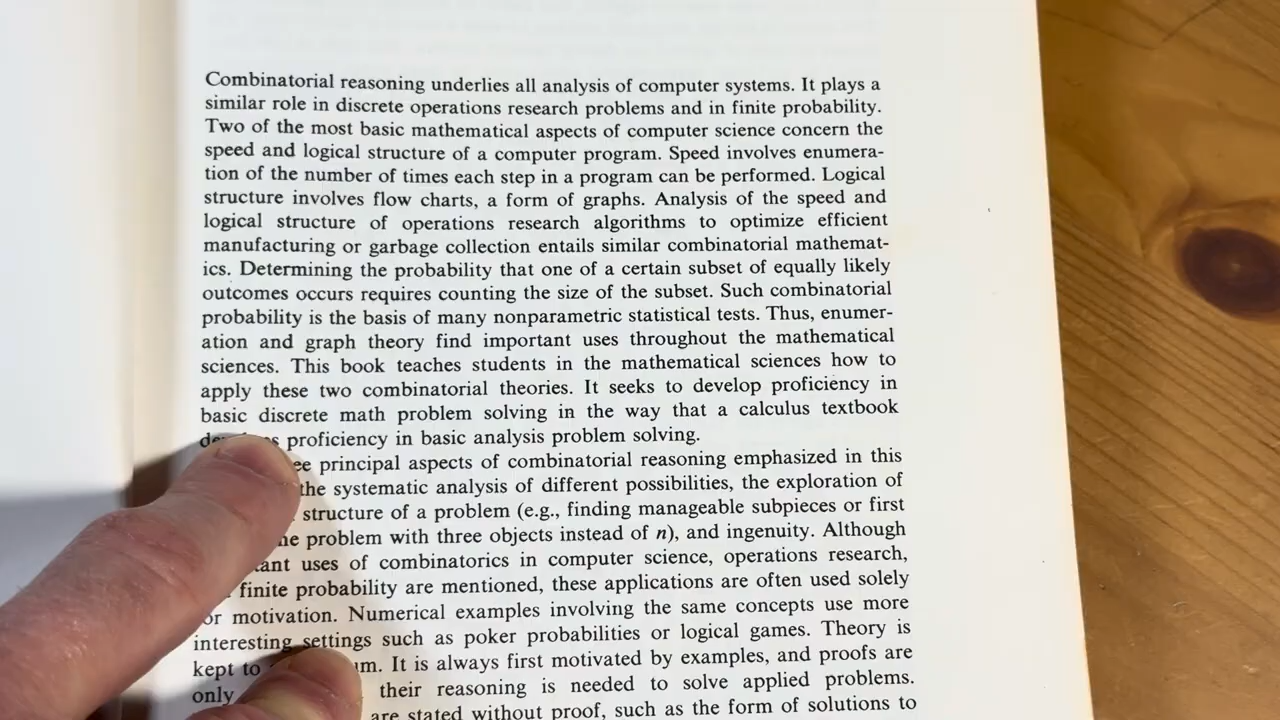 Combinatorial reasoning underlies all analysis of computer systems. It plays a
similar role in discrete operations research problems and in finite probability.
Two of the most basic mathematical aspects of computer science concern the
speed and logical structure of a computer program. Speed involves enumera-
tion of the number of times each step in a program can be performed. Logical
structure involves flow charts, a form of graphs. Analysis of the speed and
logical structure of operations research algorithms to optimize efficient
manufacturing or garbage collection entails similar combinatorial mathemat-
ics. Determining the probability that one of a certain subset of equally likely
outcomes occurs requires counting the size of the subset. Such combinatorial
probability is the basis of many nonparametric statistical tests. Thus, enumer-
ation and graph theory find important uses throughout the mathematical
sciences. This book teaches students in the mathematical sciences how to
apply these two combinatorial theories. It seeks to develop proficiency in
basic discrete math problem solving in the way that a calculus textbook
proficiency in basic analysis problem solving.
principal aspects of combinatorial reasoning emphasized in this
the systematic analysis of different possibilities, the exploration of
structure of a problem (e.g., finding manageable subpieces or first
problem with three objects instead of n), and ingenuity. Although
uses of combinatorics in computer science, operations research,
finite probability are mentioned, these applications are often used solely
or motivation. Numerical examples involving the same concepts use more
interesting settings such as poker probabilities or logical games. Theory is
kept to It is always first motivated by examples, and proofs are
only their reasoning is needed to solve applied problems.
are stated without proof, such as the form of solutions to